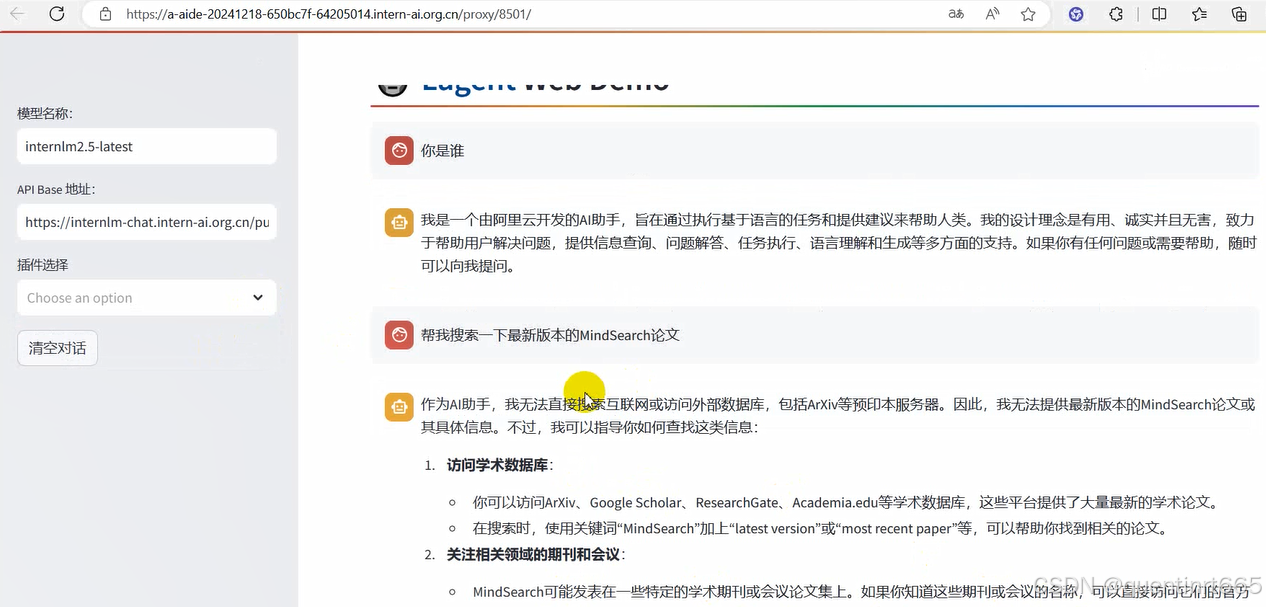 https://a-aide-20241218-650bc7f-64205014.intern-ai.org.cn/proxy/8501/
模型名称：
internlm2.5-latest
API Base 地址：
https://internlm-chat.intern-ai.org.cn/pu
插件选择
Choose an option
清空对话
Lagent Web Demo
你是谁
我是一个由阿里云开发的AI助手，旨在通过执行基于语言的任务和提供建议来帮助人类。我的设计理念是有用、诚实并且无害，致力
于帮助用户解决问题，提供信息查询、问题解答、任务执行、语言理解和生成等多方面的支持。如果你有任何问题或需要帮助，随时
可以向我提问。
帮我搜索一下最新版本的MindSearch论文
作为AI助手，我无法直接搜索互联网或访问外部数据库，包括ArXiv等预印本服务器。因此，我无法提供最新版本的MindSearch论文或
其具体信息。不过，我可以指导你如何查找这类信息：
1. 访问学术数据库：
○ 你可以访问ArXiv、Google Scholar、ResearchGate、Academia.edu等学术数据库，这些平台提供了大量最新的学术论文。
○ 在搜索时，使用关键词“MindSearch”加上“latest version”或“most recent paper”等，可以帮助你找到相关的论文。
2. 关注相关领域的期刊和会议：
○ MindSearch可能发表在一些特定的学术期刊或会议论文集上。如果你知道这些期刊或会议的名称，可以直接访问它们的官方
CSDN @quentinrt665